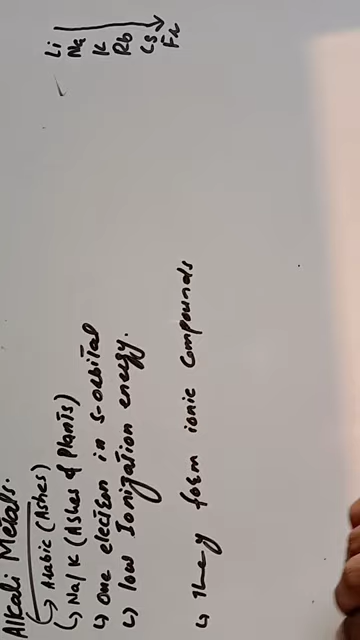 Alkali Metals.
↳ Arabic (Ashes)
↳ Na/K (Ashes of Plants)
↳ One electron in s-orbital
↳ low Ionization energy.
↳ they form ionic compounds
Li
Na
K
Rb
Cs
Fr